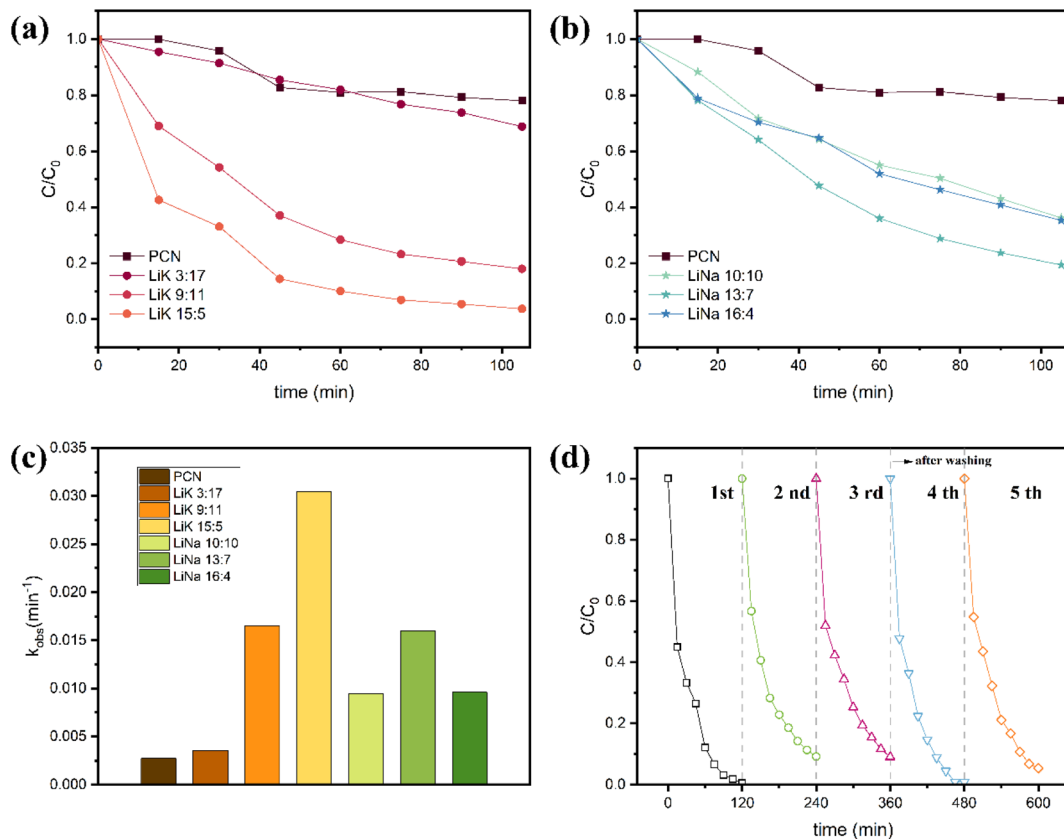 (a)
1.0
0.8
0.6
0.4
0.2
0.0
C/C0
PCN
LiK 3:17
LiK 9:11
LiK 15:5
0 20 40 60 80 100
time (min)
(b)
1.0
0.8
0.6
0.4
0.2
0.0
C/C0
PCN
LiNa 10:10
LiNa 13:7
LiNa 16:4
0 20 40 60 80 100
time (min)
(c)
0.035
0.030
0.025
0.020
0.015
0.010
0.005
0.000
kobs(min-1)
PCN
LiK 3:17
LiK 9:11
LiK 15:5
LiNa 10:10
LiNa 13:7
LiNa 16:4
(d)
after washing
1st 2 nd 3 rd 4 th 5 th
1.0
0.8
0.6
0.4
0.2
0.0
C/C0
0 120 240 360 480 600
time (min)